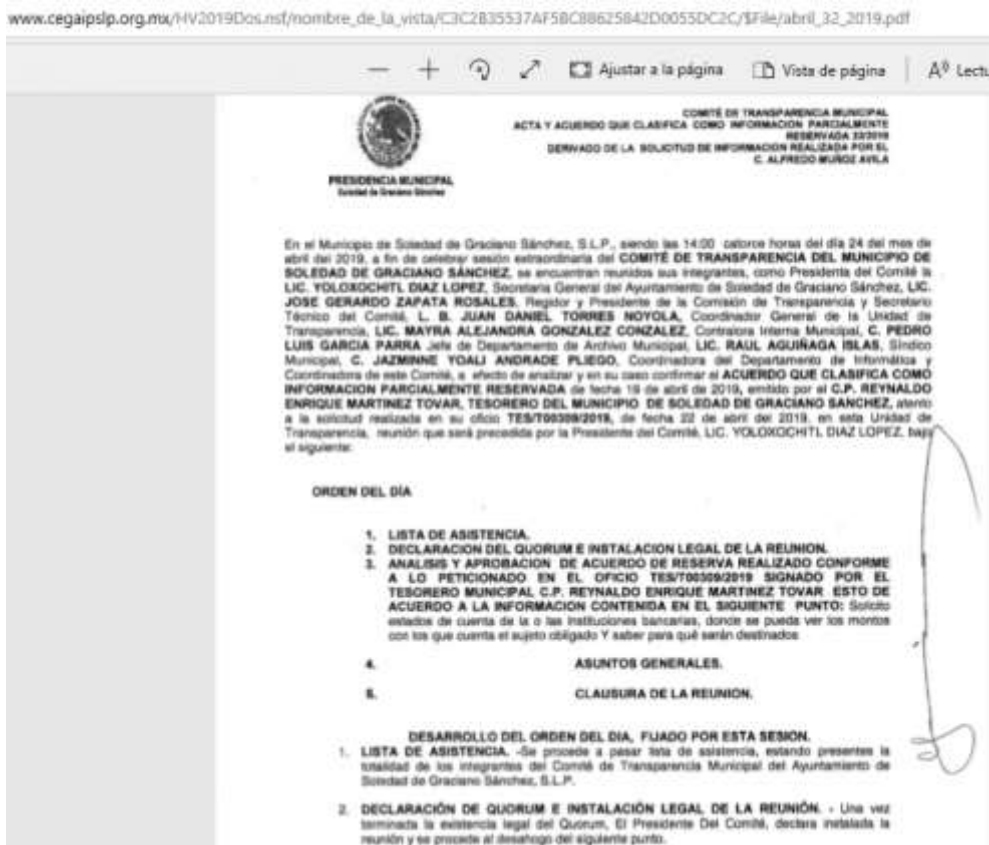 www.cegaipslp.org.mx/HV2019Dos.nsf/nombre_de_la_vista/C3C2B35537AF5BC88625842D0055DC2C/$File/abril_32_2019.pdf
Ajustar a la página
Vista de página
Lectu
COMITÉ DE TRANSPARENCIA MUNICIPAL
ACTA Y ACUERDO QUE CLASIFICA COMO INFORMACION PARCIALMENTE
RESERVADA 32/2019
DERIVADO DE LA SOLICITUD DE INFORMACIÓN REALIZADA POR EL
C. ALFREDO MUÑOZ AVILA
PRESIDENCIA MUNICIPAL
Soledad de Graciano Sánchez
En el Municipio de Soledad de Graciano Sánchez, S.L.P., siendo las 14:00 catorce horas del día 24 del mes de
abril del 2019, a fin de celebrar sesión extraordinaria del COMITÉ DE TRANSPARENCIA DEL MUNICIPIO DE
SOLEDAD DE GRACIANO SÁNCHEZ, se encuentran reunidos sus integrantes, como Presidenta del Comité la
LIC. YOLOXOCHITL DIAZ LOPEZ, Secretaria General del Ayuntamiento de Soledad de Graciano Sánchez, LIC.
JOSE GERARDO ZAPATA ROSALES, Regidor y Presidente de la Comisión de Transparencia y Secretario
Técnico del Comité, L. B. JUAN DANIEL TORRES NOYOLA, Coordinador General de la Unidad de
Transparencia, LIC. MAYRA ALEJANDRA GONZALEZ CONZALEZ, Contralora Interna Municipal, C. PEDRO
LUIS GARCIA PARRA Jefe de Departamento de Archivo Municipal, LIC. RAUL AGUIÑAGA ISLAS, Síndico
Municipal, C. JAZMINNE YOALI ANDRADE PLIEGO, Coordinadora del Departamento de Informática y
Coordinadora de este Comité, a efecto de analizar y en su caso confirmar el ACUERDO QUE CLASIFICA COMO
INFORMACION PARCIALMENTE RESERVADA de fecha 19 de abril de 2019, emitido por el C.P. REYNALDO
ENRIQUE MARTINEZ TOVAR, TESORERO DEL MUNICIPIO DE SOLEDAD DE GRACIANO SANCHEZ, atento
a la solicitud realizada en su oficio TES/T00309/2019, de fecha 22 de abril del 2019, en esta Unidad de
Transparencia, reunión que será precedida por la Presidente del Comité, LIC. YOLOXOCHITL DIAZ LOPEZ, bajo
el siguiente:
ORDEN DEL DÍA
1. LISTA DE ASISTENCIA.
2. DECLARACION DEL QUORUM E INSTALACION LEGAL DE LA REUNION.
3. ANALISIS Y APROBACION DE ACUERDO DE RESERVA REALIZADO CONFORME
A LO PETICIONADO EN EL OFICIO TES/T00309/2019 SIGNADO POR EL
TESORERO MUNICIPAL C.P. REYNALDO ENRIQUE MARTINEZ TOVAR ESTO DE
ACUERDO A LA INFORMACION CONTENIDA EN EL SIGUIENTE PUNTO: Solicito
estados de cuenta de la o las Instituciones bancarias, donde se pueda ver los montos
con los que cuenta el sujeto obligado Y saber para qué serán destinados
4. ASUNTOS GENERALES.
5. CLAUSURA DE LA REUNION.
DESARROLLO DEL ORDEN DEL DIA, FIJADO POR ESTA SESION.
1. LISTA DE ASISTENCIA. -Se procede a pasar lista de asistencia, estando presentes la
totalidad de los integrantes del Comité de Transparencia Municipal del Ayuntamiento de
Soledad de Graciano Sánchez, S.L.P.
2. DECLARACIÓN DE QUORUM E INSTALACIÓN LEGAL DE LA REUNIÓN. - Una vez
terminada la existencia legal del Quorum, El Presidente Del Comité, declara instalada la
reunión y se procede al desahogo del siguiente punto.